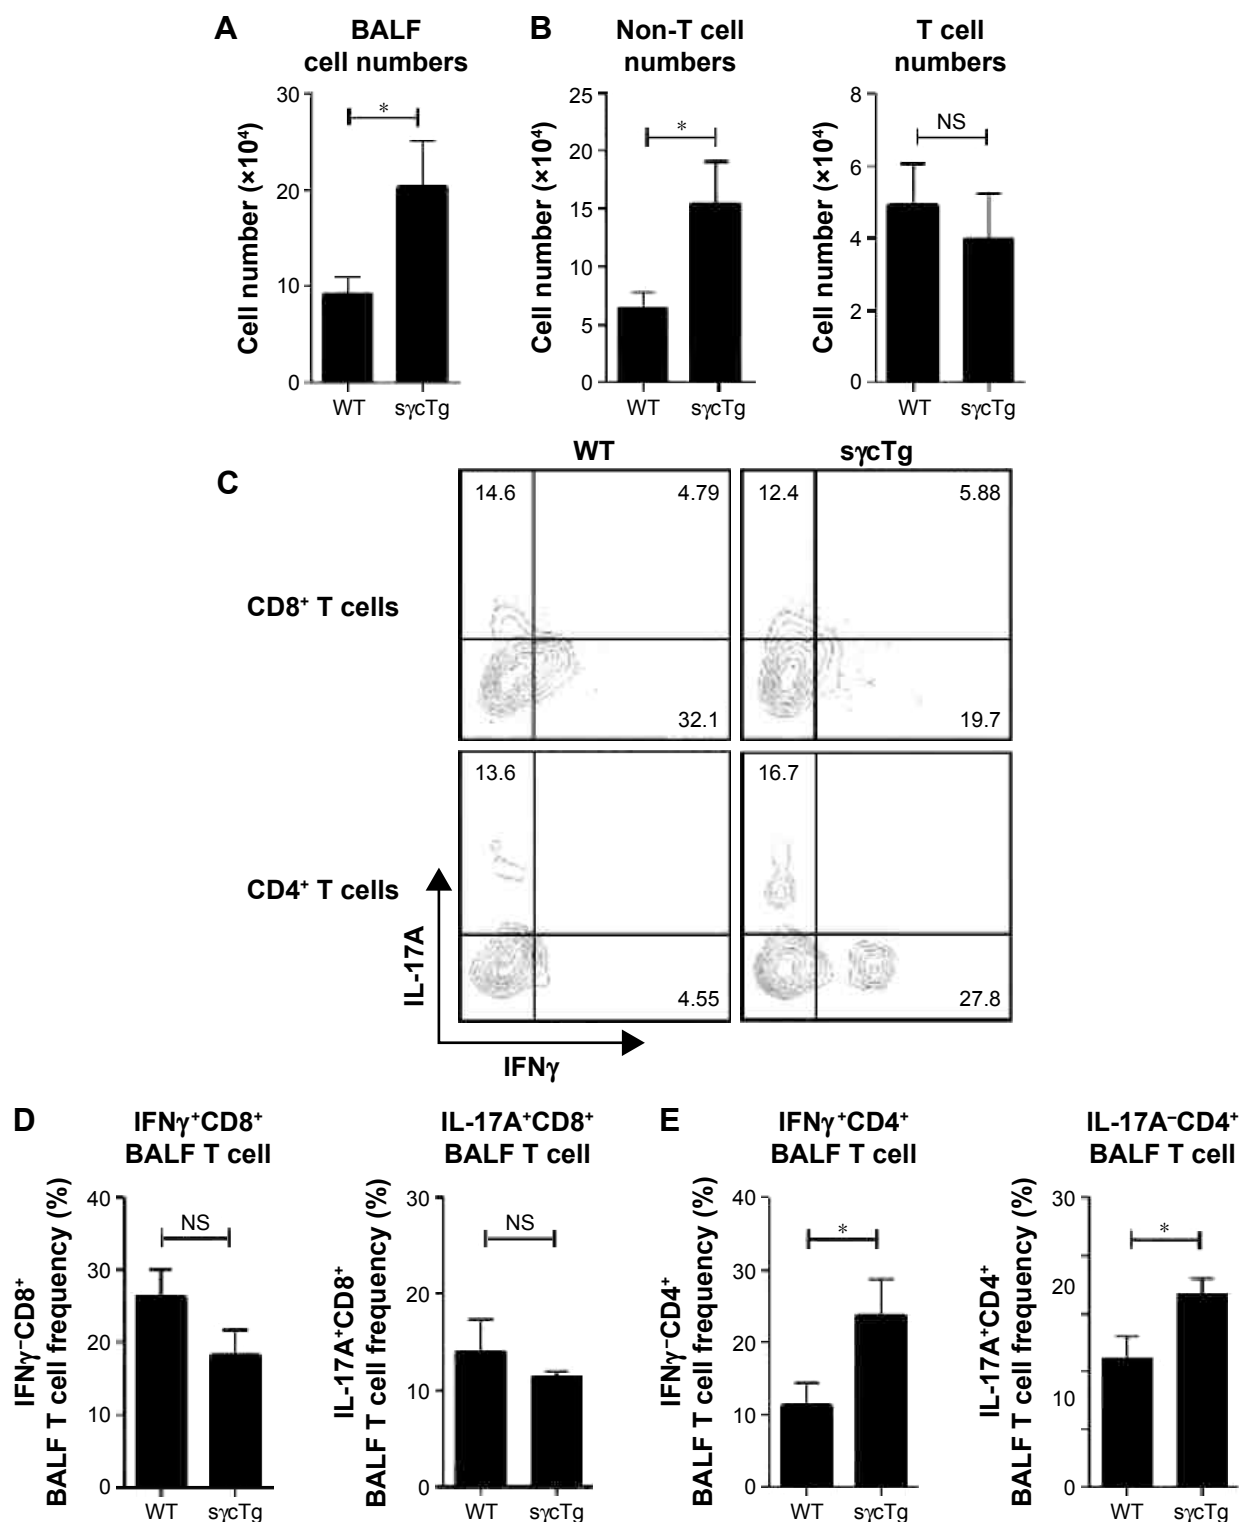 A
BALF
cell numbers
Cell number (×10⁴)
30
20
10
0
*
WT
sγcTg
B
Non-T cell
numbers
Cell number (×10⁴)
25
20
15
10
5
0
*
WT
sγcTg
T cell
numbers
Cell number (×10⁴)
8
6
4
2
0
NS
WT
sγcTg
C
WT
sγcTg
CD8⁺ T cells
14.6
4.79
32.1
12.4
5.88
19.7
CD4⁺ T cells
13.6
4.55
16.7
27.8
IL-17A
IFNγ
D
IFNγ⁺CD8⁺
BALF T cell
IFNγ⁻CD8⁺
BALF T cell frequency (%)
40
30
20
10
0
NS
WT
sγcTg
IL-17A⁺CD8⁺
BALF T cell
IL-17A⁺CD8⁺
BALF T cell frequency (%)
30
20
10
0
NS
WT
sγcTg
E
IFNγ⁺CD4⁺
BALF T cell
IFNγ⁻CD4⁺
BALF T cell frequency (%)
40
30
20
10
0
*
WT
sγcTg
IL-17A⁻CD4⁺
BALF T cell
IL-17A⁺CD4⁺
BALF T cell frequency (%)
30
20
10
0
*
WT
sγcTg